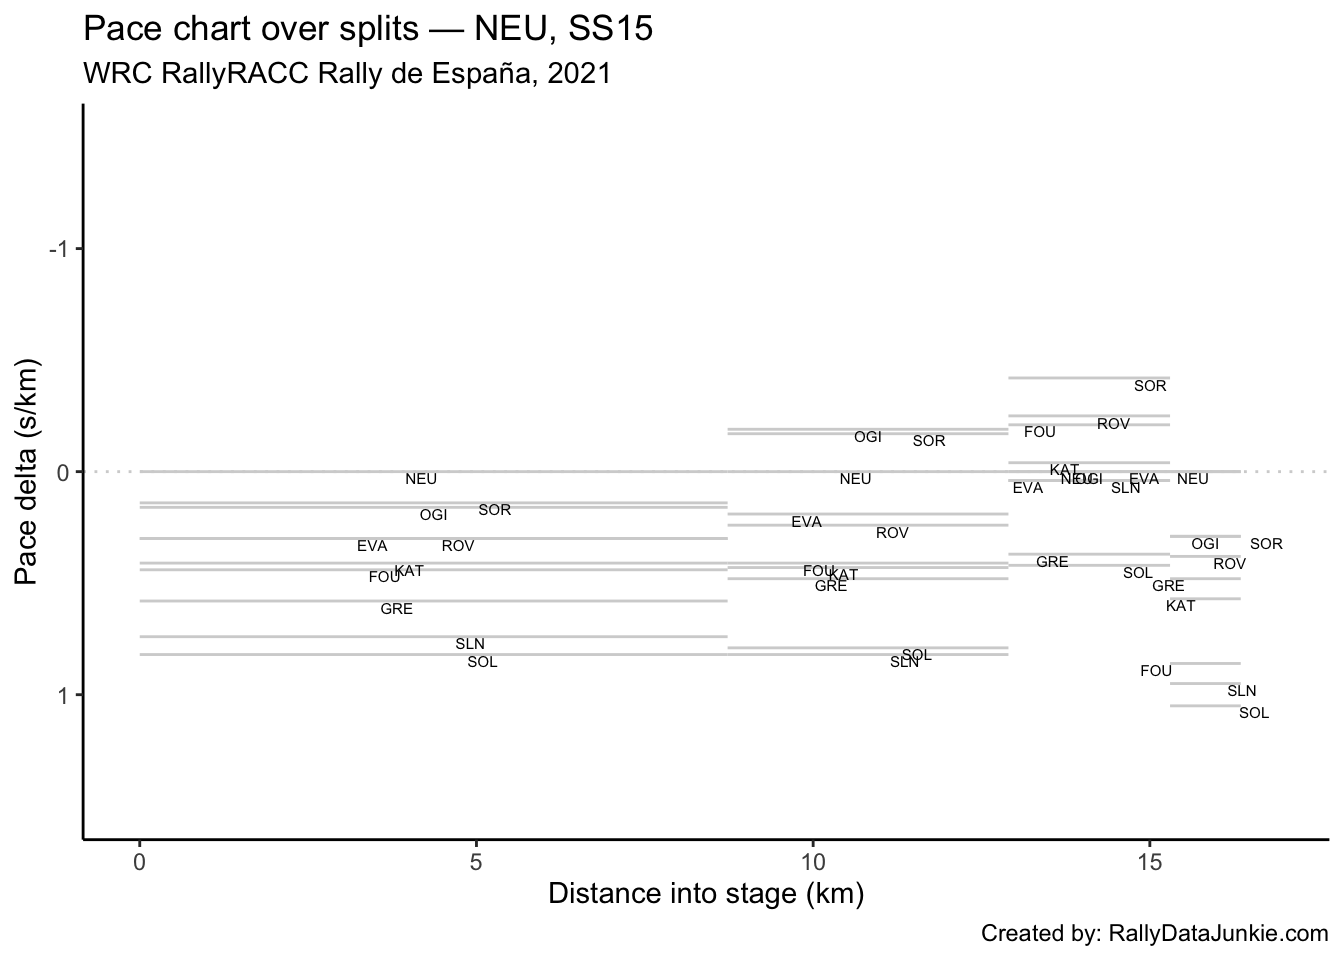 Pace chart over splits — NEU, SS15
WRC RallyRACC Rally de España, 2021
Pace delta (s/km)
-1
0
1
NEU
OGI
SOR
EVA
ROV
FOU
KAT
GRE
SLN
SOL
OGI
SOR
NEU
EVA
ROV
FOU
KAT
GRE
SOL
SLN
SOR
ROV
FOU
KAT
NEU
OGI
EVA
SLN
GRE
SOL
EVA
NEU
OGI
SOR
ROV
GRE
KAT
FOU
SLN
SOL
0
5
10
15
Distance into stage (km)
Created by: RallyDataJunkie.com